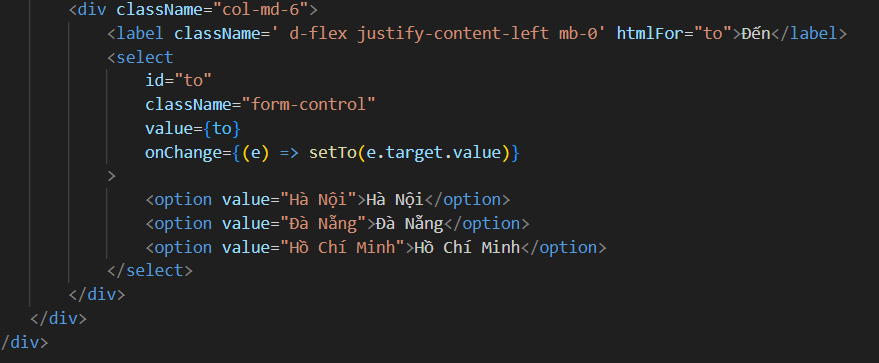 <div className="col-md-6">
<label className=' d-flex justify-content-left mb-0' htmlFor="to">Đến</label>
<select
id="to"
className="form-control"
value={to}
onChange={(e) => setTo(e.target.value)}
>
<option value="Hà Nội">Hà Nội</option>
<option value="Đà Nẵng">Đà Nẵng</option>
<option value="Hồ Chí Minh">Hồ Chí Minh</option>
</select>
</div>
</div>
/div>